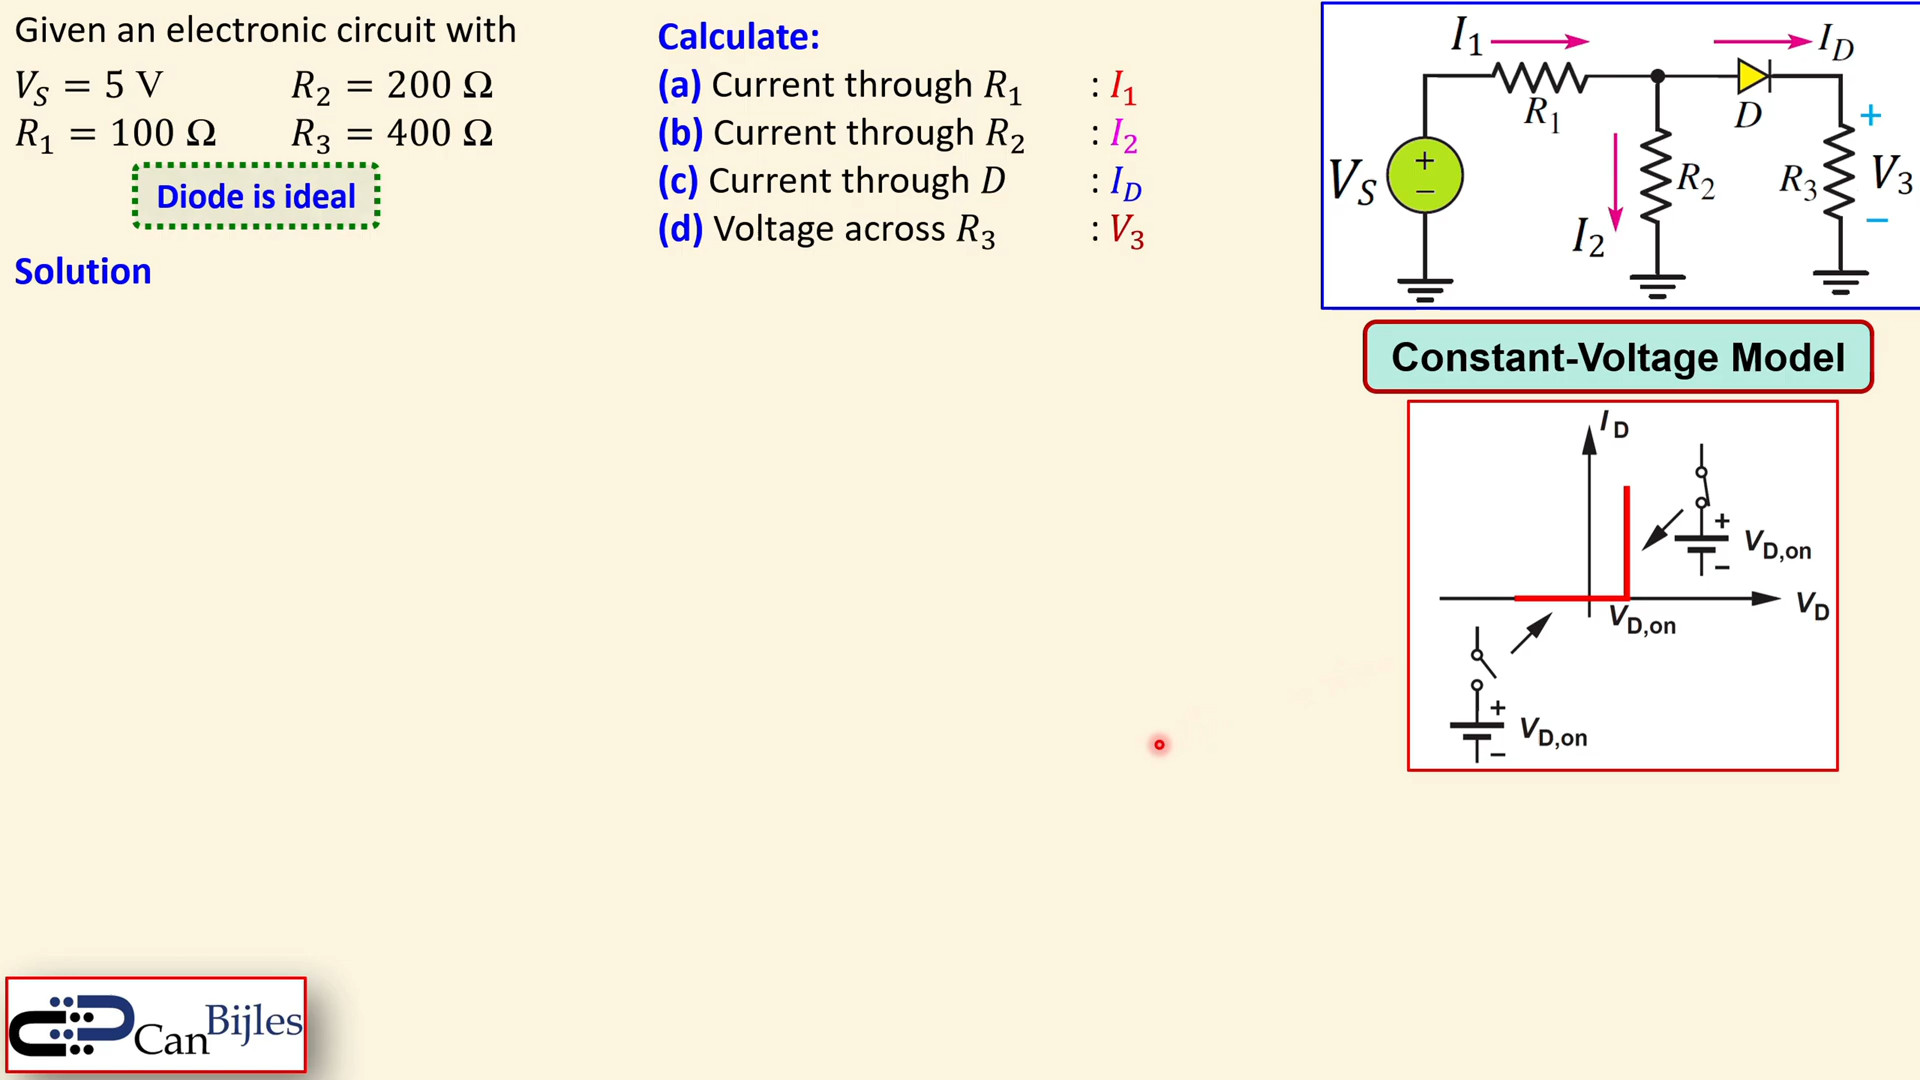 Given an electronic circuit with
V_S = 5 V R_2 = 200 Ω
R_1 = 100 Ω R_3 = 400 Ω
Diode is ideal
Solution
Calculate:
(a) Current through R_1 : I_1
(b) Current through R_2 : I_2
(c) Current through D : I_D
(d) Voltage across R_3 : V_3
I_1 I_D
R_1 D +
V_S + − R_2 R_3 V_3
I_2 −
Constant-Voltage Model
I_D
+
V_D,on
−
V_D
V_D,on
+
V_D,on
−
Can Bijles